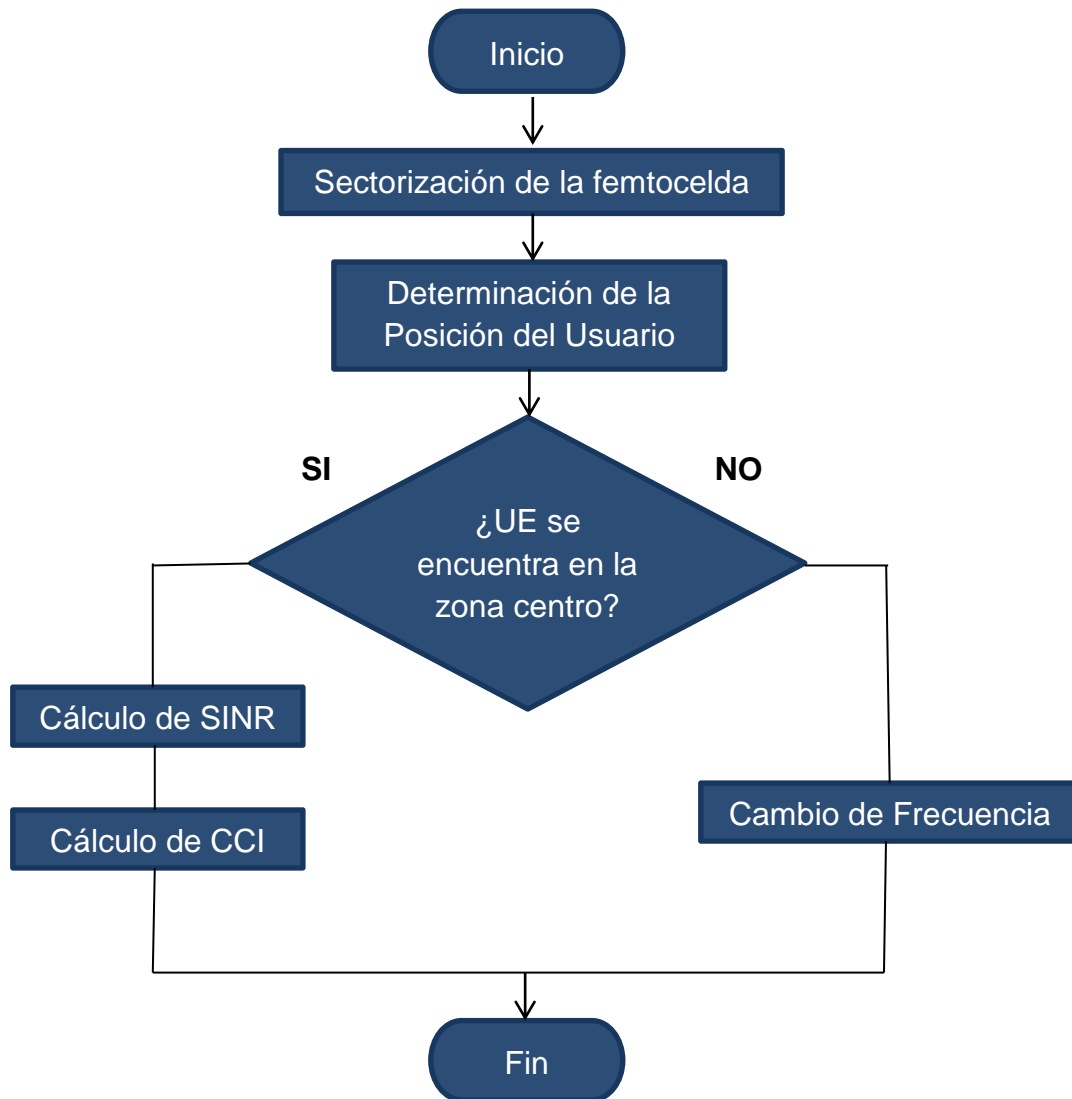 Inicio
Sectorización de la femtocelda
Determinación de la
Posición del Usuario
SI
NO
¿UE se
encuentra en la
zona centro?
Cálculo de SINR
Cálculo de CCI
Cambio de Frecuencia
Fin